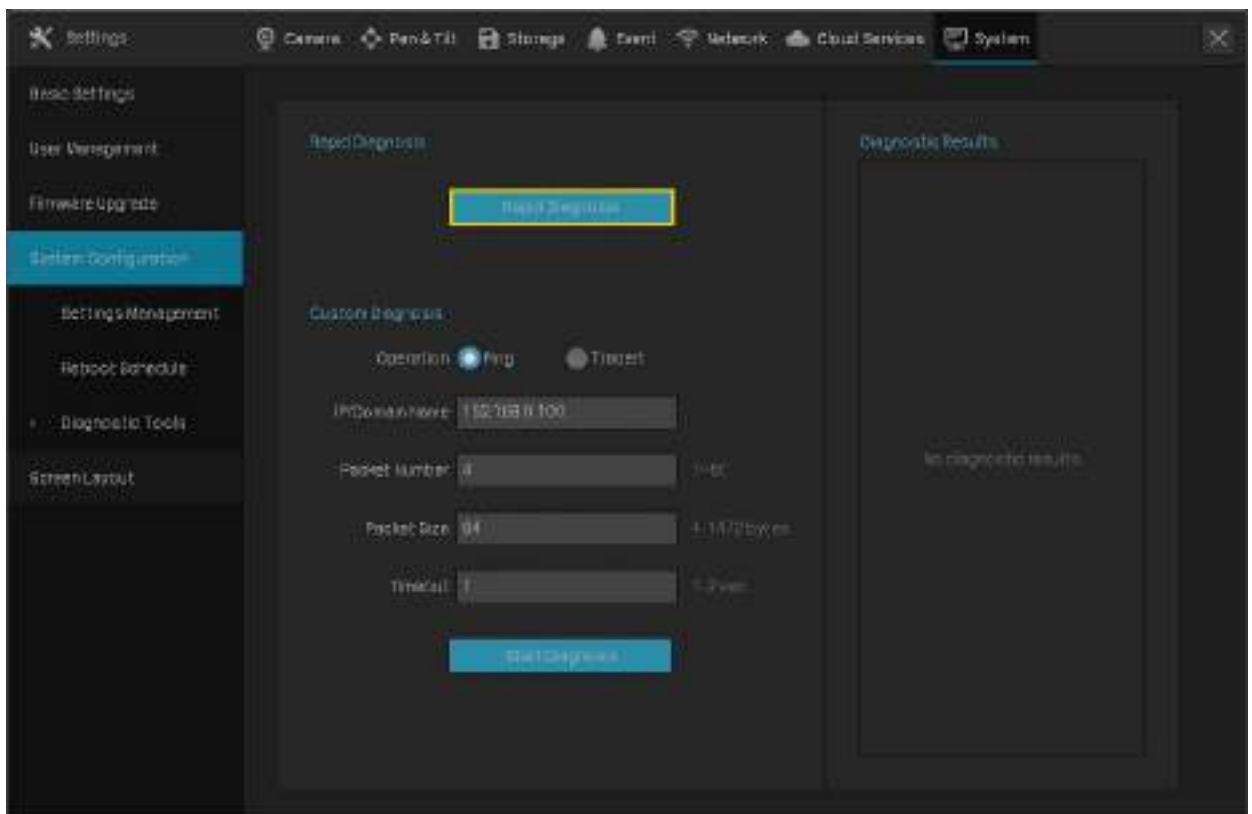 Settings
Camera Pan & Tilt Storage Event Network Cloud Services System
Basic Settings
User Management
Firmware Upgrade
System Configuration
Settings Management
Reboot Schedule
Diagnostic Tools
Screen Layout
Rapid Diagnosis
Rapid Diagnosis
Custom Diagnosis
Operation Ping Tracert
IP/Domain Name 192.168.0.100
Packet Number 4
Packet Size 64 4-1472 bytes
Timeout 1
Start Diagnosis
Diagnostic Results
No diagnostic results.